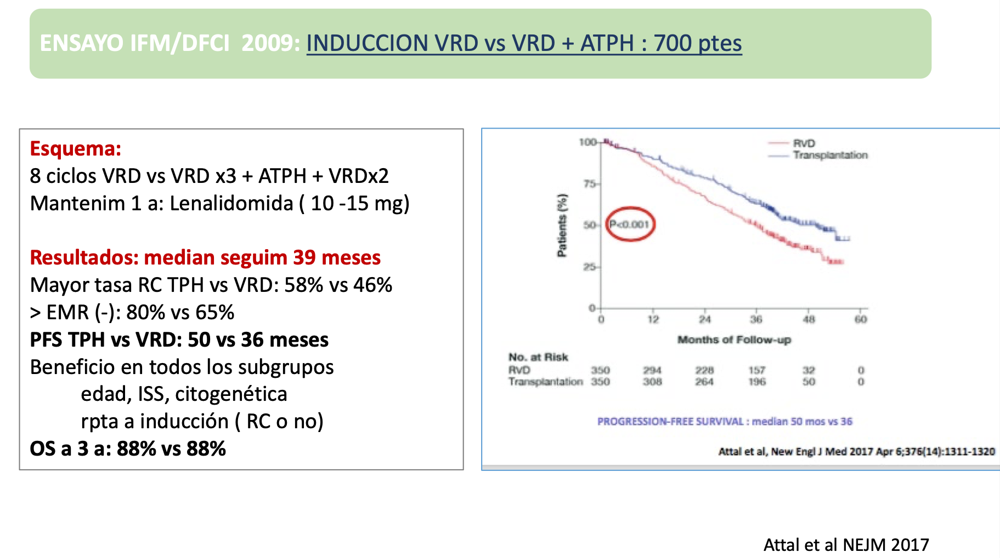 ENSAYO IFM/DFCI 2009: INDUCCION VRD vs VRD + ATPH : 700 ptes
Esquema:
8 ciclos VRD vs VRD x3 + ATPH + VRDx2
Mantenim 1 a: Lenalidomida ( 10 -15 mg)
Resultados: median seguim 39 meses
Mayor tasa RC TPH vs VRD: 58% vs 46%
> EMR (-): 80% vs 65%
PFS TPH vs VRD: 50 vs 36 meses
Beneficio en todos los subgrupos
edad, ISS, citogenética
rpta a inducción ( RC o no)
OS a 3 a: 88% vs 88%
RVD
Transplantation
100
75
50
25
0
Patients (%)
P<0.001
0 12 24 36 48 60
Months of Follow-up
No. at Risk
RVD 350 294 228 157 32 0
Transplantation 350 308 264 196 50 0
PROGRESSION-FREE SURVIVAL : median 50 mos vs 36
Attal et al, New Engl J Med 2017 Apr 6;376(14):1311-1320
Attal et al NEJM 2017